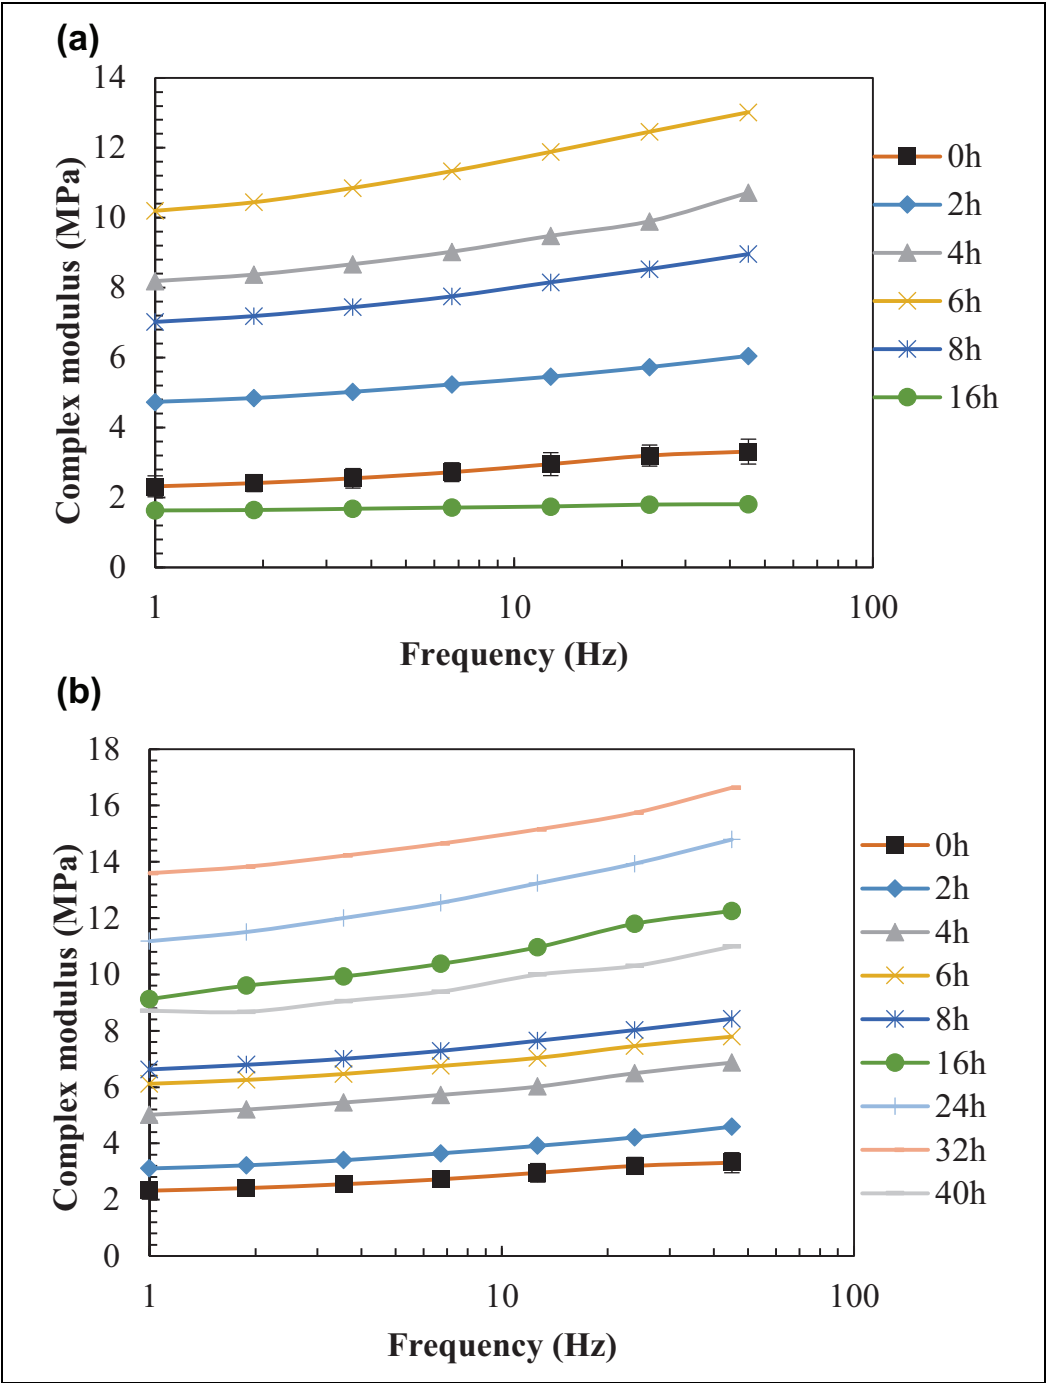 (a)
Complex modulus (MPa)
14
12
10
8
6
4
2
0
1 10 100
Frequency (Hz)
0h
2h
4h
6h
8h
16h
(b)
Complex modulus (MPa)
18
16
14
12
10
8
6
4
2
0
1 10 100
Frequency (Hz)
0h
2h
4h
6h
8h
16h
24h
32h
40h